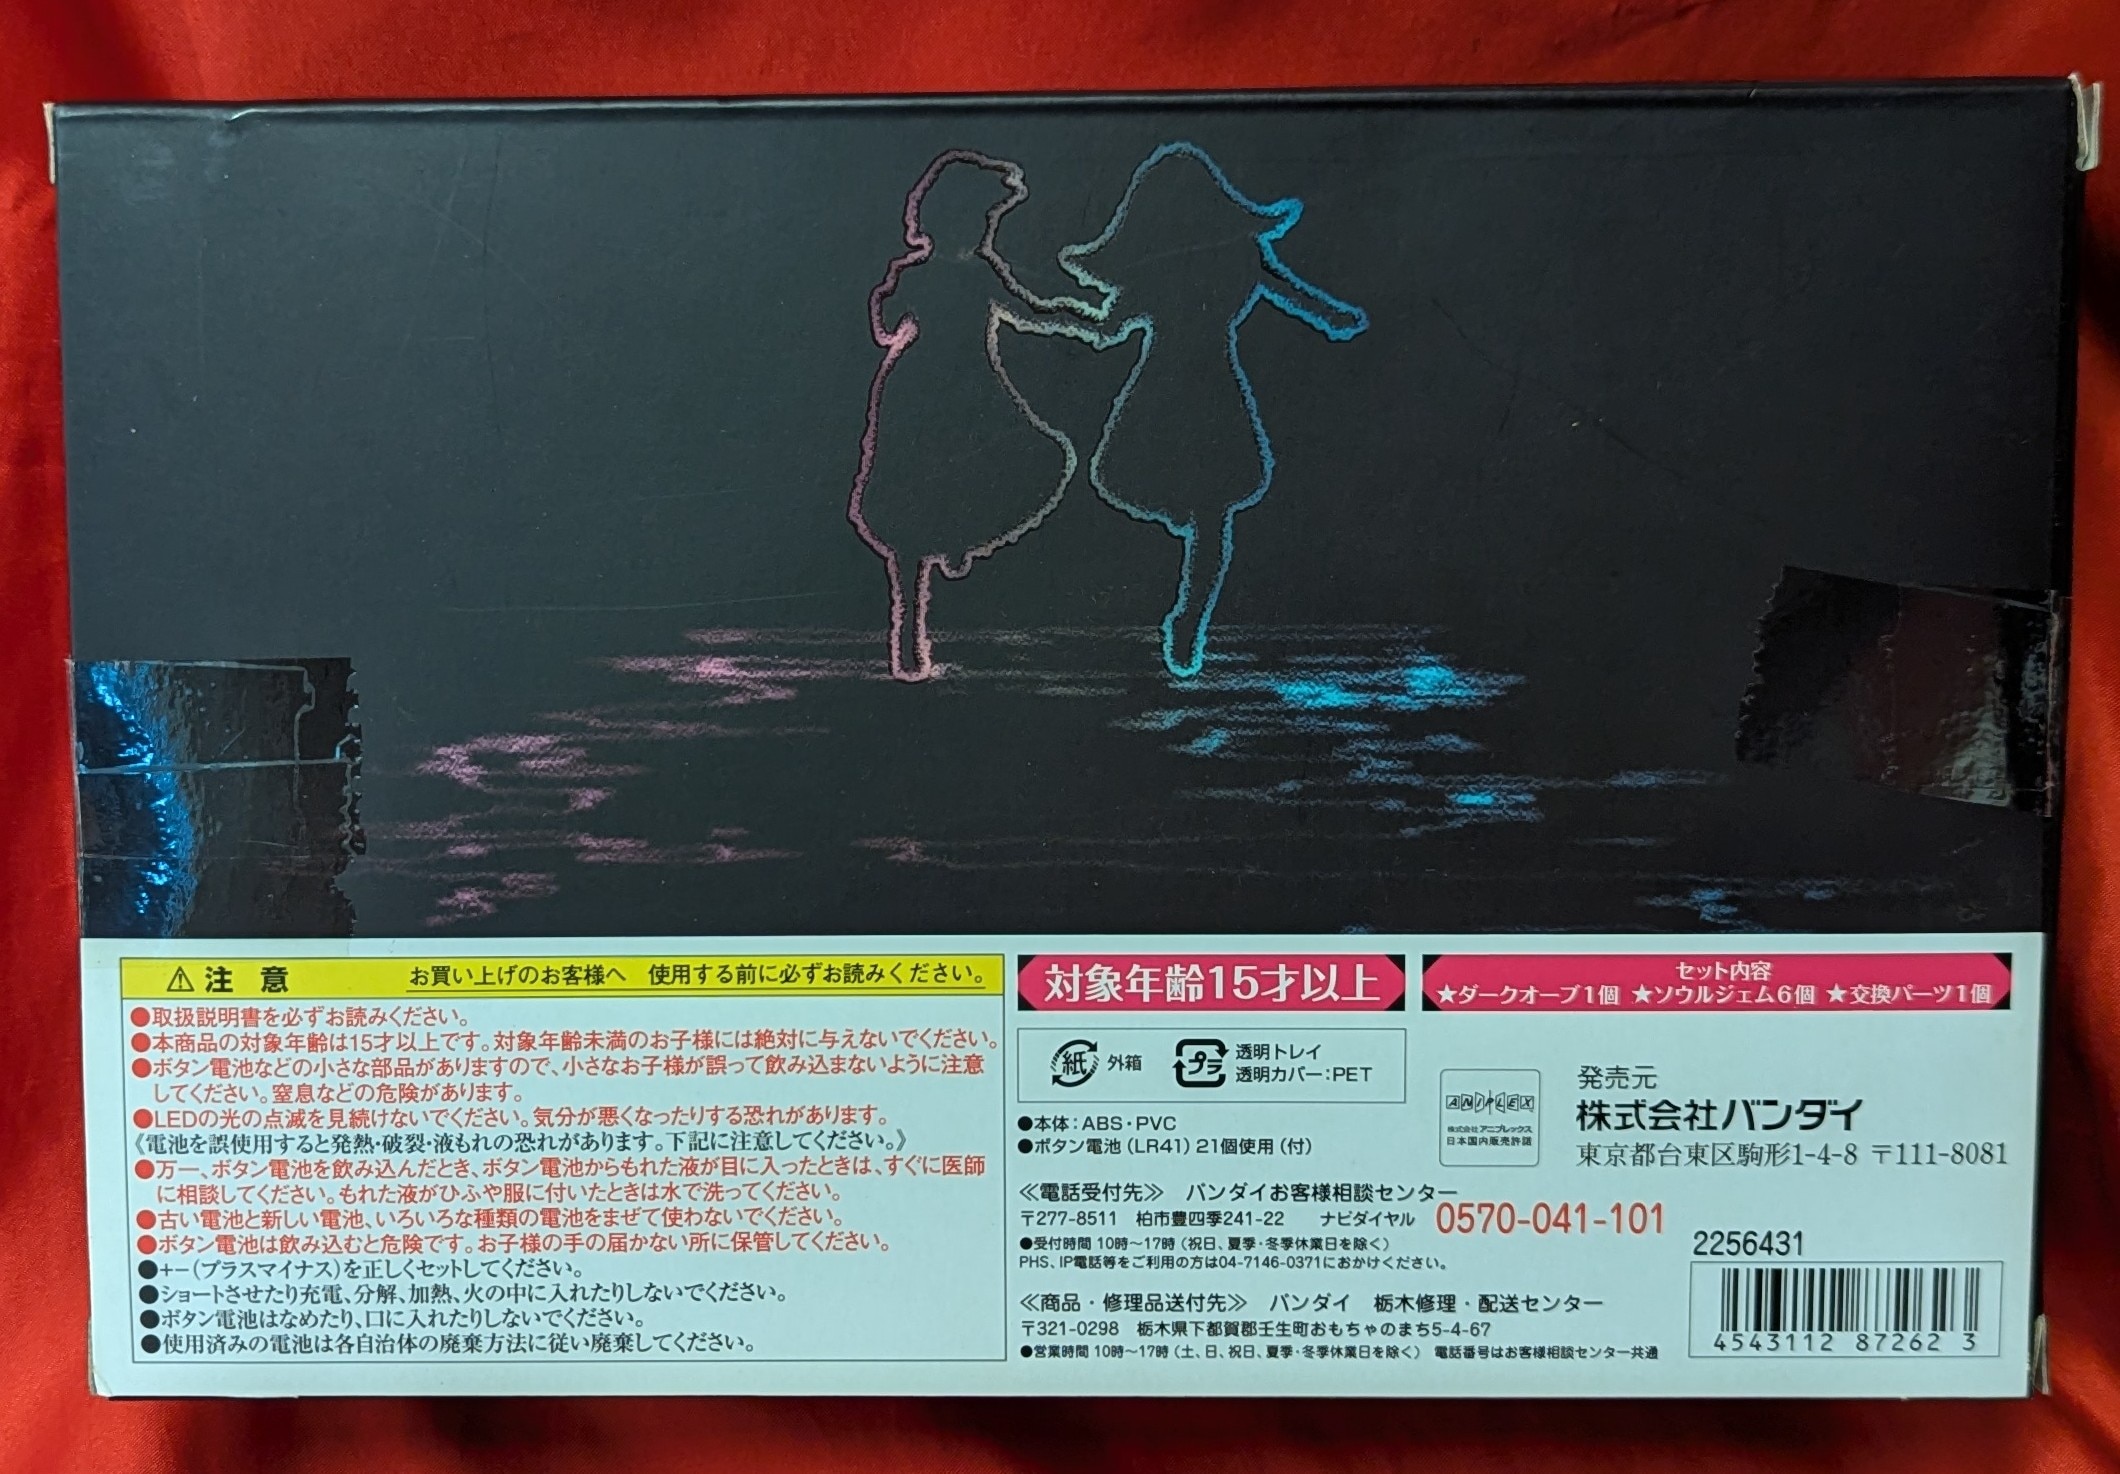 ⚠注 意 お買い上げのお客様へ 使用する前に必ずお読みください。
●取扱説明書を必ずお読みください。
●本商品の対象年齢は15才以上です。対象年齢未満のお子様には絶対に与えないでください。
●ボタン電池などの小さな部品がありますので、小さなお子様が誤って飲み込まないように注意
してください。窒息などの危険があります。
●LEDの光の点滅を見続けないでください。気分が悪くなったりする恐れがあります。
《電池を誤使用すると発熱・破裂・液もれの恐れがあります。下記に注意してください。》
●万一、ボタン電池を飲み込んだとき、ボタン電池からもれた液が目に入ったときは、すぐに医師
に相談してください。もれた液がひふや服に付いたときは水で洗ってください。
●古い電池と新しい電池、いろいろな種類の電池をまぜて使わないでください。
●ボタン電池は飲み込むと危険です。お子様の手の届かない所に保管してください。
●+−(プラスマイナス)を正しくセットしてください。
●ショートさせたり充電、分解、加熱、火の中に入れたりしないでください。
●ボタン電池はなめたり、口に入れたりしないでください。
●使用済みの電池は各自治体の廃棄方法に従い廃棄してください。
対象年齢15才以上
セット内容
★ダークオーブ1個 ★ソウルジェム6個 ★交換パーツ1個
紙 外箱
プラ 透明トレイ
透明カバー:PET
●本体:ABS・PVC
●ボタン電池(LR41)21個使用(付)
ANIPLEX
株式会社 アニプレックス
日本国内販売許諾
発売元
株式会社バンダイ
東京都台東区駒形1-4-8 〒111-8081
≪電話受付先≫ バンダイお客様相談センター
〒277-8511 柏市豊四季241-22 ナビダイヤル 0570-041-101
●受付時間 10時〜17時(祝日、夏季・冬季休業日を除く)
PHS、IP電話等をご利用の方は04-7146-0371におかけください。
≪商品・修理品送付先≫ バンダイ 栃木修理・配送センター
〒321-0298 栃木県下都賀郡壬生町おもちゃのまち5-4-67
●営業時間 10時〜17時(土、日、祝日、夏季・冬季休業日を除く) 電話番号はお客様相談センター共通
2256431
4543112 87262 3